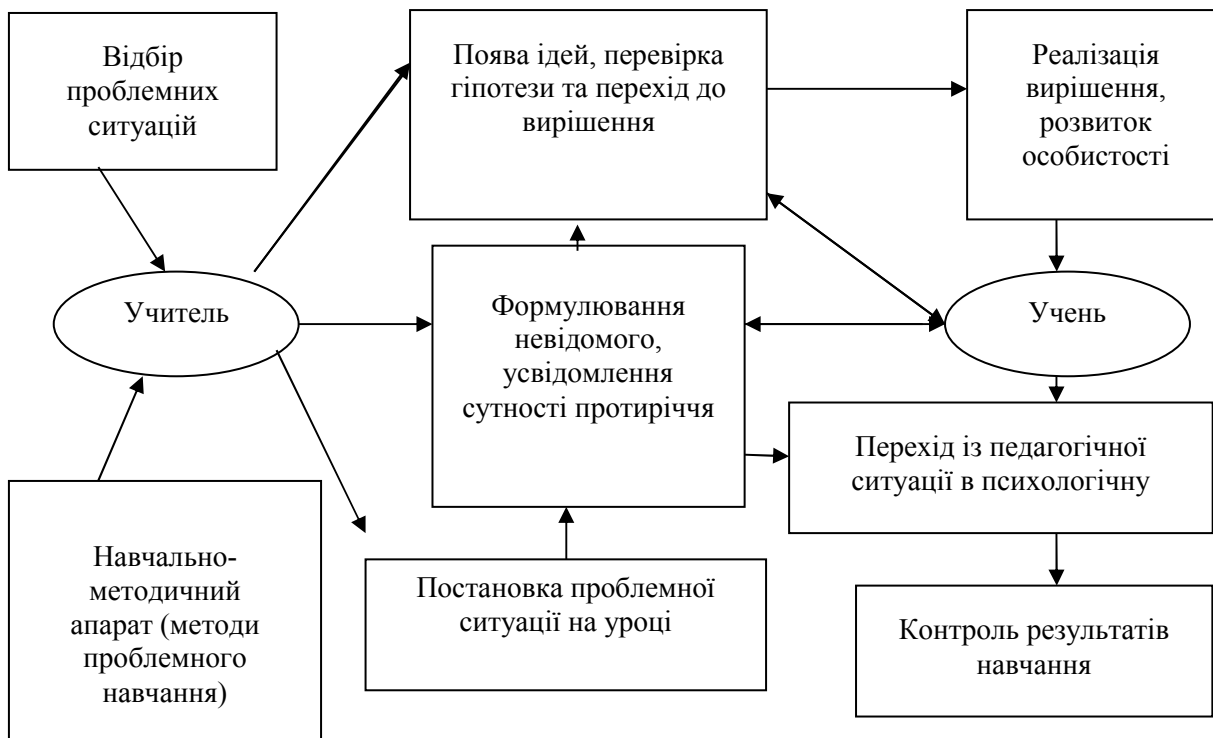 Відбір
проблемних
ситуацій
Поява ідей, перевірка
гіпотези та перехід до
вирішення
Реалізація
вирішення,
розвиток
особистості
Учитель
Формулювання
невідомого,
усвідомлення
сутності протиріччя
Учень
Перехід із педагогічної
ситуації в психологічну
Навчально-
методичний
апарат (методи
проблемного
навчання)
Постановка проблемної
ситуації на уроці
Контроль результатів
навчання